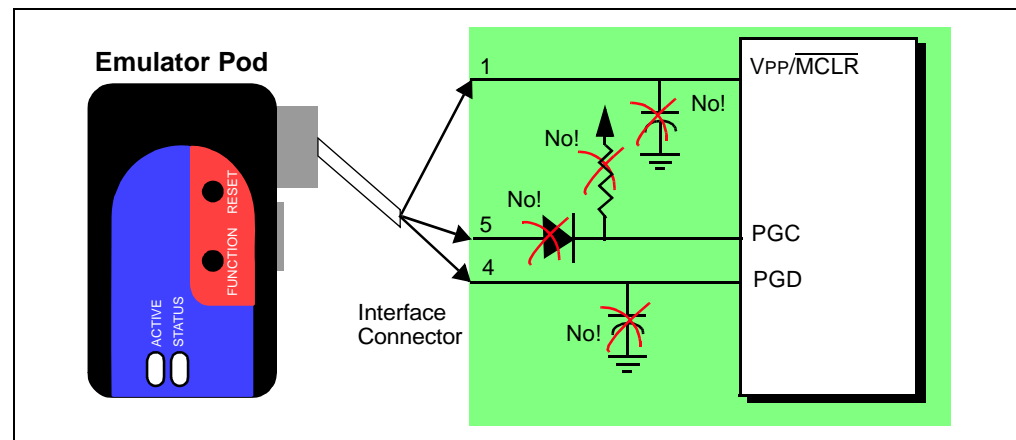 Emulator Pod
RESET
FUNCTION
ACTIVE
STATUS
Interface
Connector
1
5
4
No!
No!
No!
No!
VPP/MCLR
PGC
PGD